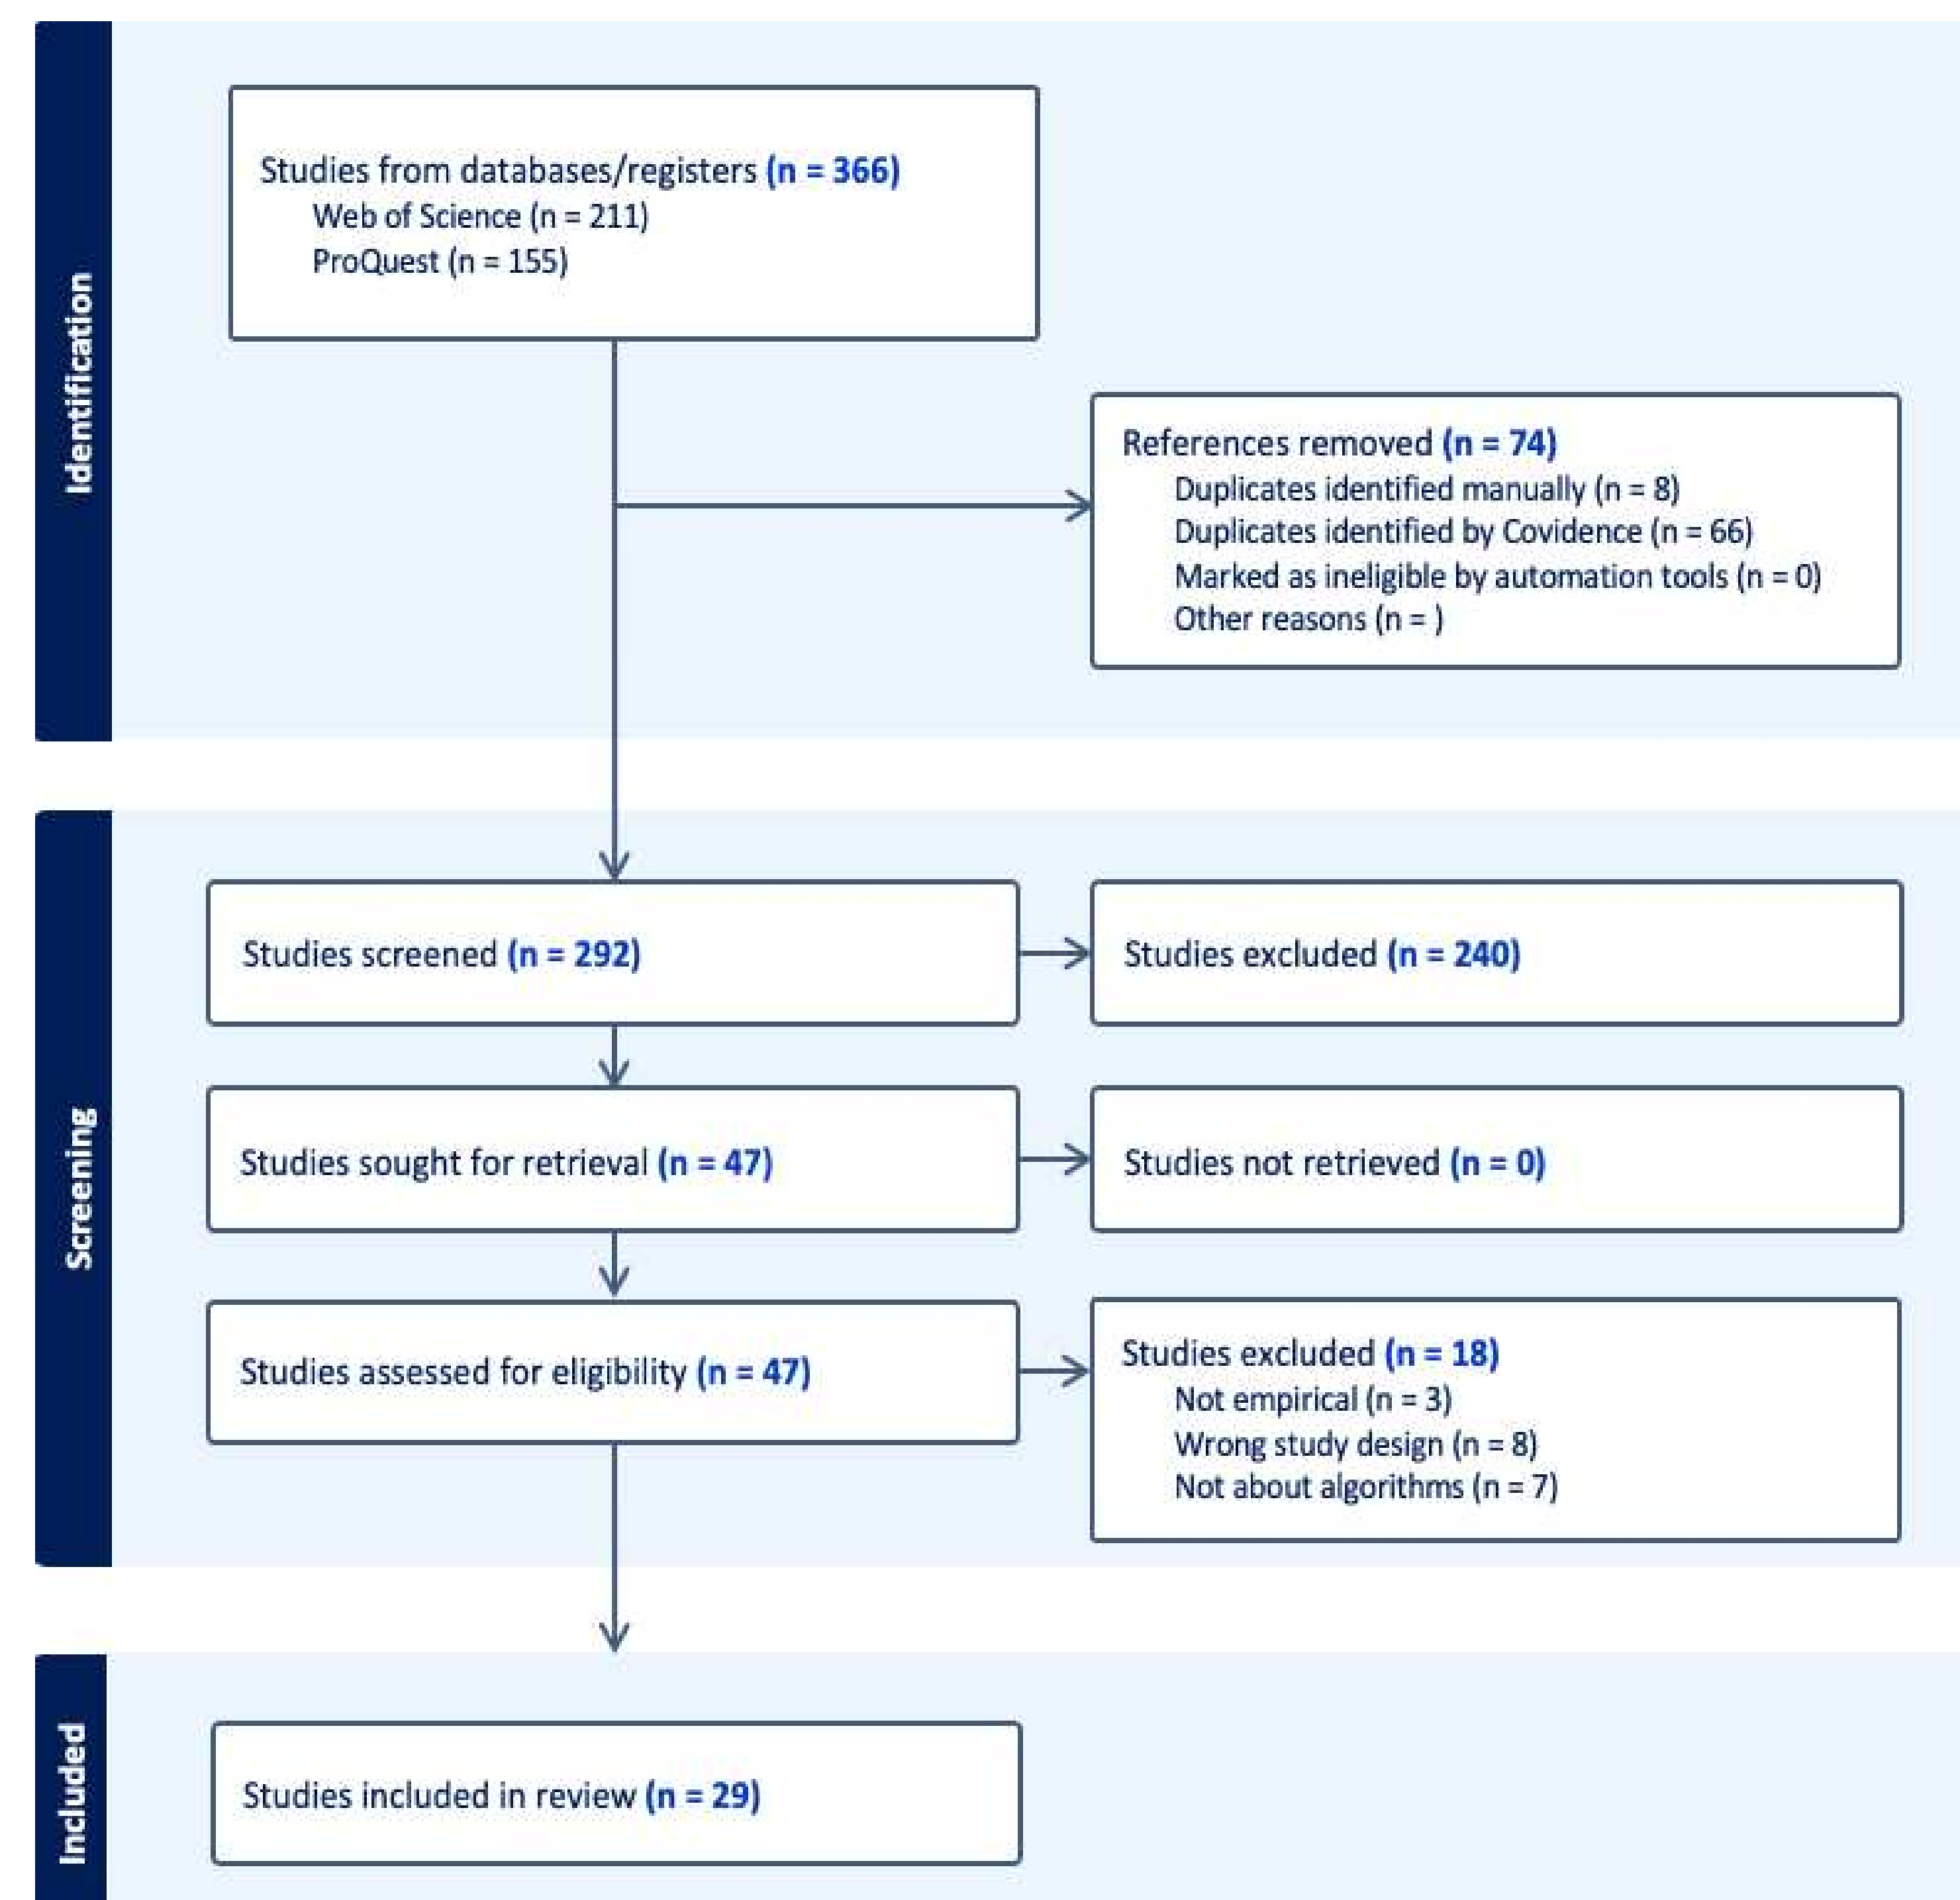 Identification
Studies from databases/registers (n = 366)
Web of Science (n = 211)
ProQuest (n = 155)
References removed (n = 74)
Duplicates identified manually (n = 8)
Duplicates identified by Covidence (n = 66)
Marked as ineligible by automation tools (n = 0)
Other reasons (n = )
Screening
Studies screened (n = 292)
Studies excluded (n = 240)
Studies sought for retrieval (n = 47)
Studies not retrieved (n = 0)
Studies assessed for eligibility (n = 47)
Studies excluded (n = 18)
Not empirical (n = 3)
Wrong study design (n = 8)
Not about algorithms (n = 7)
Included
Studies included in review (n = 29)